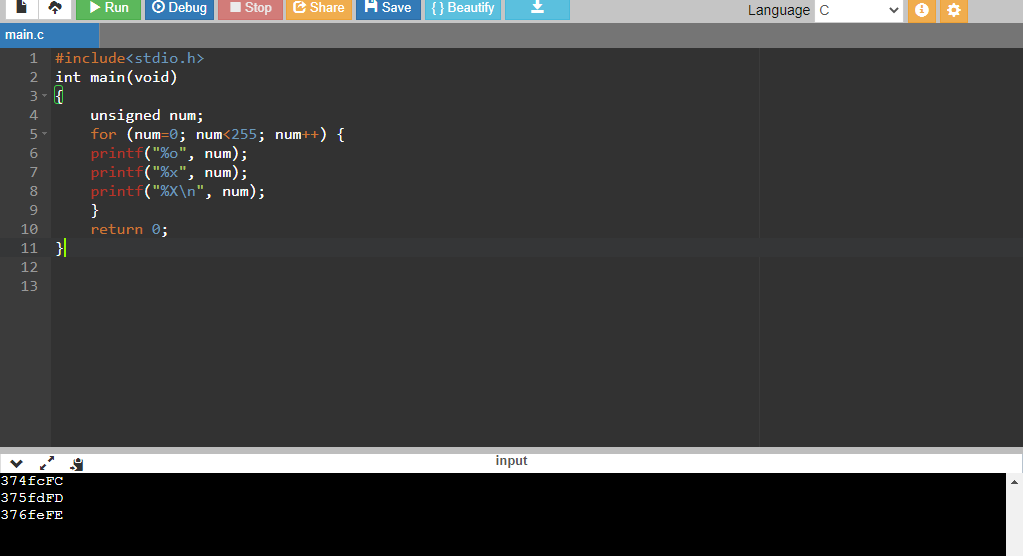 Run Debug Stop Share Save { } Beautify Language C
main.c
1 #include<stdio.h>
2 int main(void)
3 {
4     unsigned num;
5     for (num=0; num<255; num++) {
6     printf("%o", num);
7     printf("%x", num);
8     printf("%X\n", num);
9     }
10     return 0;
11 }
12
13
input
374fcFC
375fdFD
376feFE